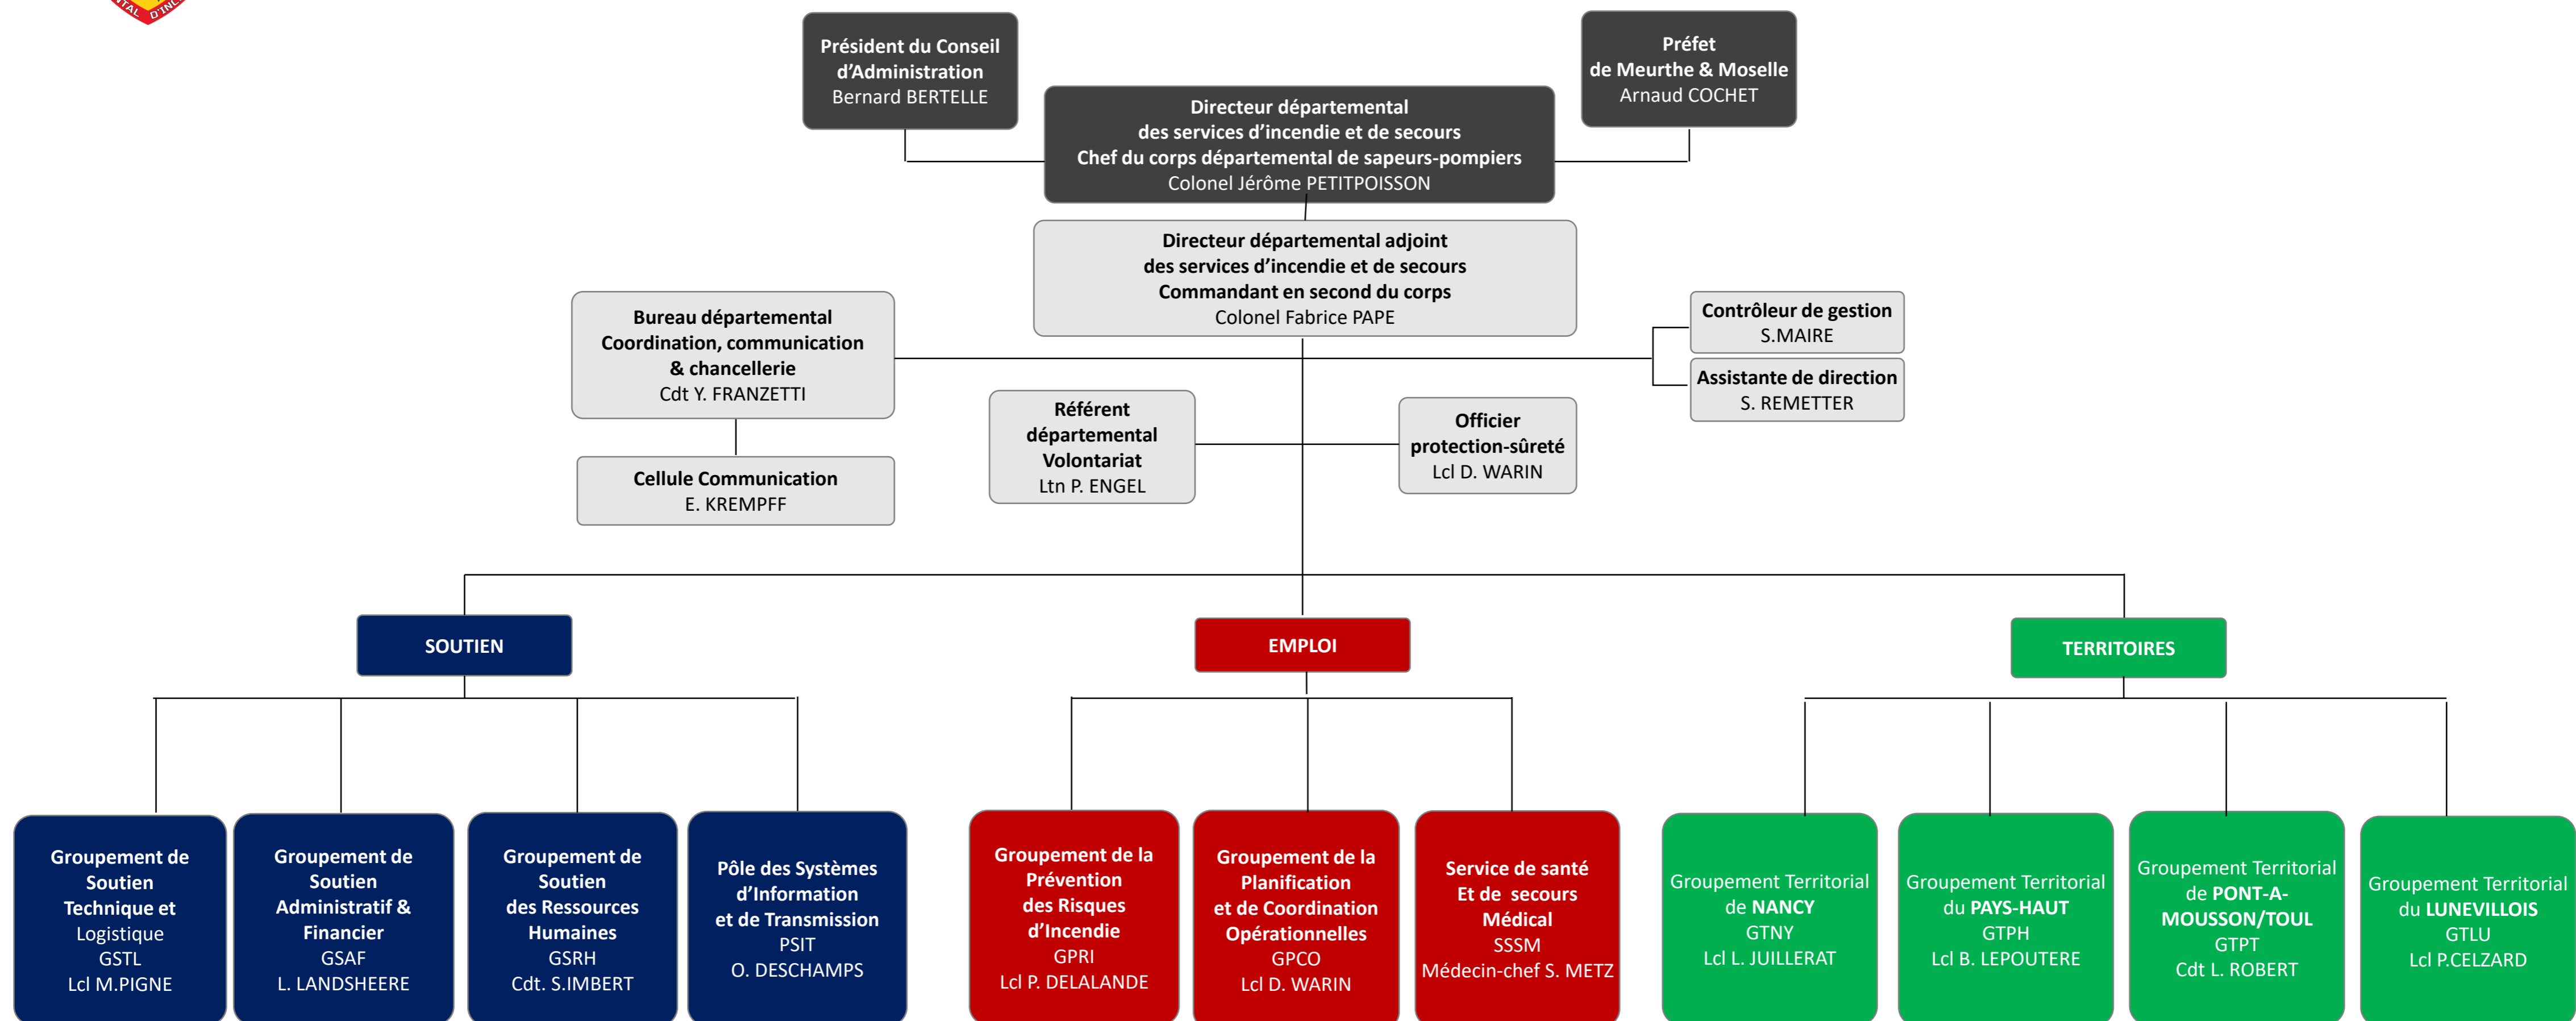 ENTAL D'INC
Président du Conseil
d'Administration
Bernard BERTELLE
Préfet
de Meurthe & Moselle
Arnaud COCHET
Directeur départemental
des services d'incendie et de secours
Chef du corps départemental de sapeurs-pompiers
Colonel Jérôme PETITPOISSON
Directeur départemental adjoint
des services d'incendie et de secours
Commandant en second du corps
Colonel Fabrice PAPE
Bureau départemental
Coordination, communication
& chancellerie
Cdt Y. FRANZETTI
Contrôleur de gestion
S.MAIRE
Assistante de direction
S. REMETTER
Référent
départemental
Volontariat
Ltn P. ENGEL
Officier
protection-sûreté
Lcl D. WARIN
Cellule Communication
E. KREMPFF
SOUTIEN
EMPLOI
TERRITOIRES
Groupement de
Soutien
Technique et
Logistique
GSTL
Lcl M.PIGNE
Groupement de
Soutien
Administratif &
Financier
GSAF
L. LANDSHEERE
Groupement de
Soutien
des Ressources
Humaines
GSRH
Cdt. S.IMBERT
Pôle des Systèmes
d'Information
et de Transmission
PSIT
O. DESCHAMPS
Groupement de la
Prévention
des Risques
d'Incendie
GPRI
Lcl P. DELALANDE
Groupement de la
Planification
et de Coordination
Opérationnelles
GPCO
Lcl D. WARIN
Service de santé
Et de  secours
Médical
SSSM
Médecin-chef S. METZ
Groupement Territorial
de NANCY
GTNY
Lcl L. JUILLERAT
Groupement Territorial
du PAYS-HAUT
GTPH
Lcl B. LEPOUTERE
Groupement Territorial
de PONT-A-
MOUSSON/TOUL
GTPT
Cdt L. ROBERT
Groupement Territorial
du LUNEVILLOIS
GTLU
Lcl P.CELZARD